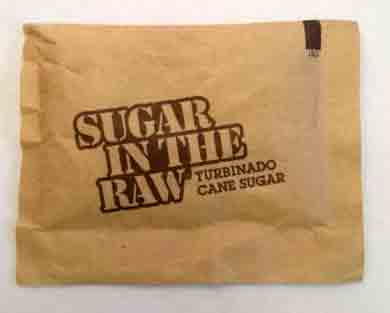 SUGAR
IN THE
RAW
TURBINADO
CANE SUGAR